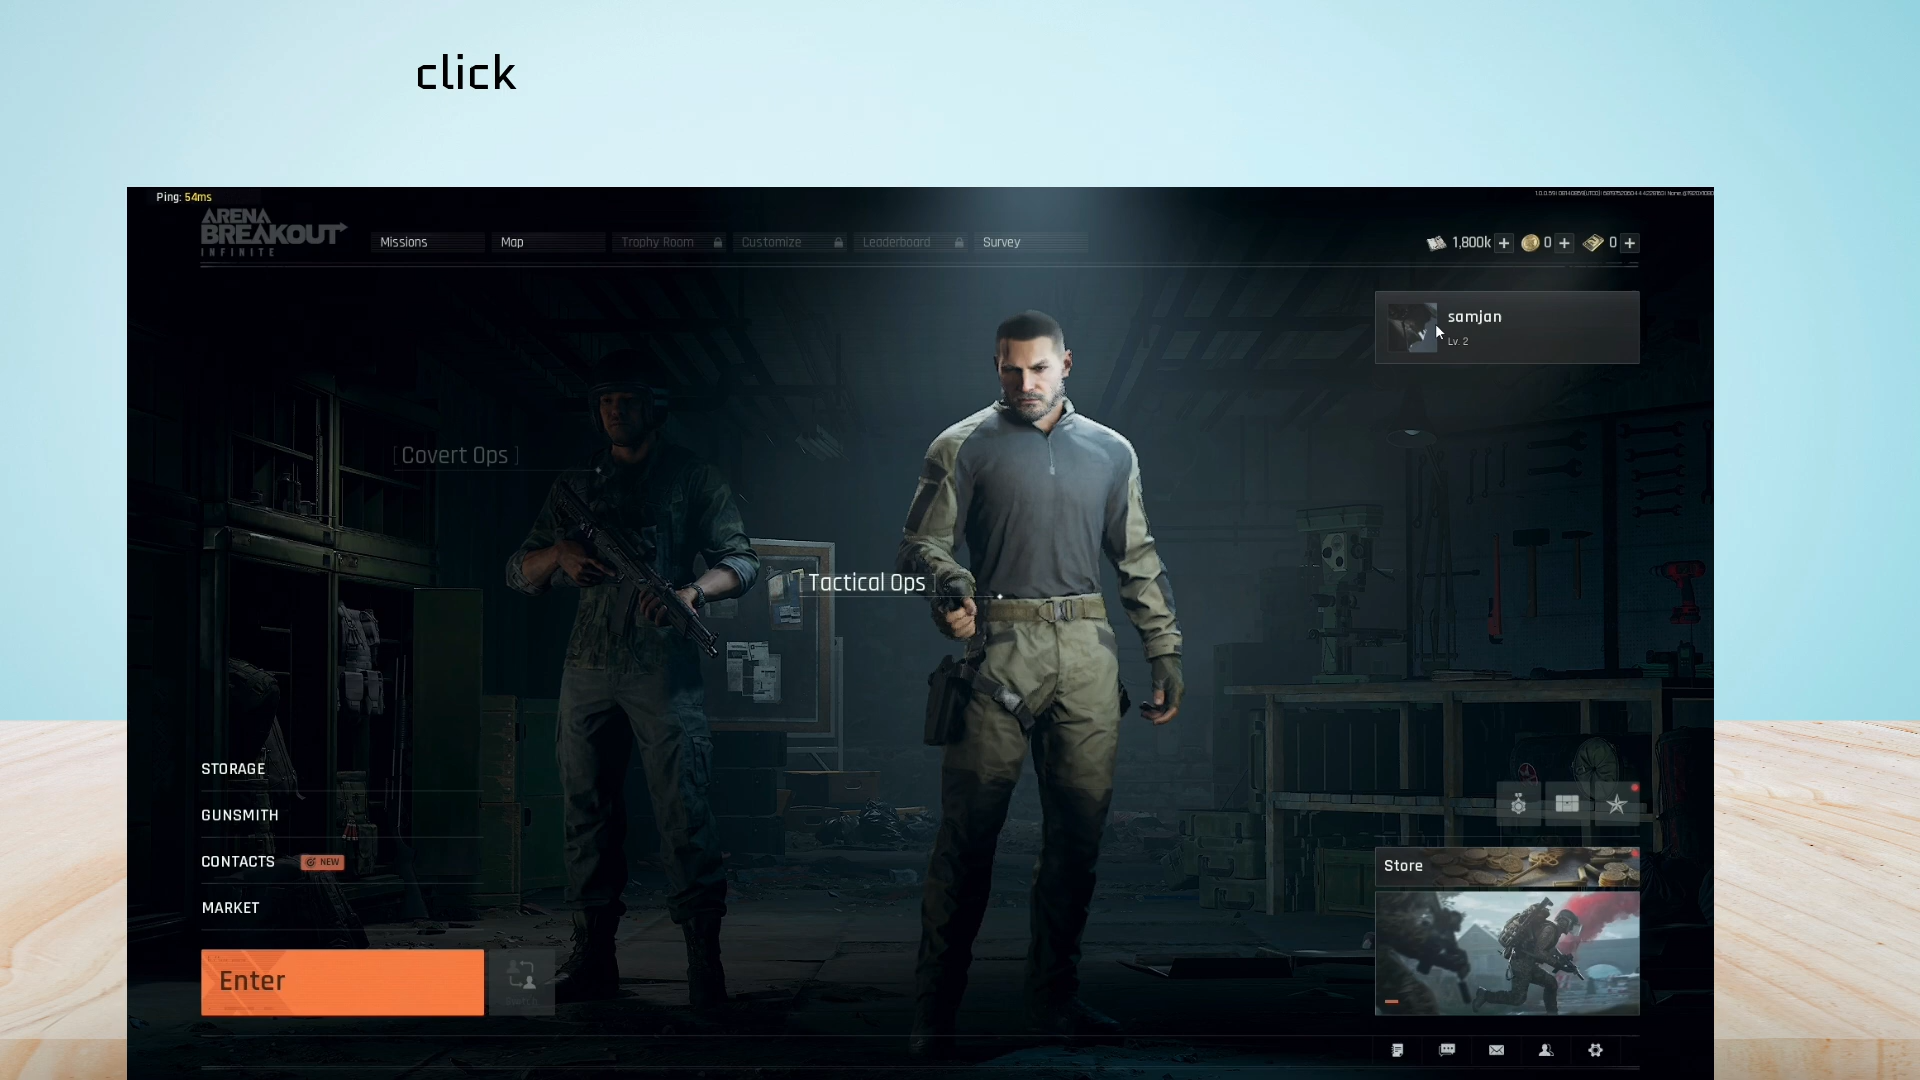 click
Ping: 54ms
ARENA
BREAKOUT
INFINITE
Missions
Map
Trophy Room
Customize
Leaderboard
Survey
1,800k
0
0
samjan
Lv. 2
Covert Ops
Tactical Ops
STORAGE
GUNSMITH
CONTACTS
NEW
MARKET
Store
Enter